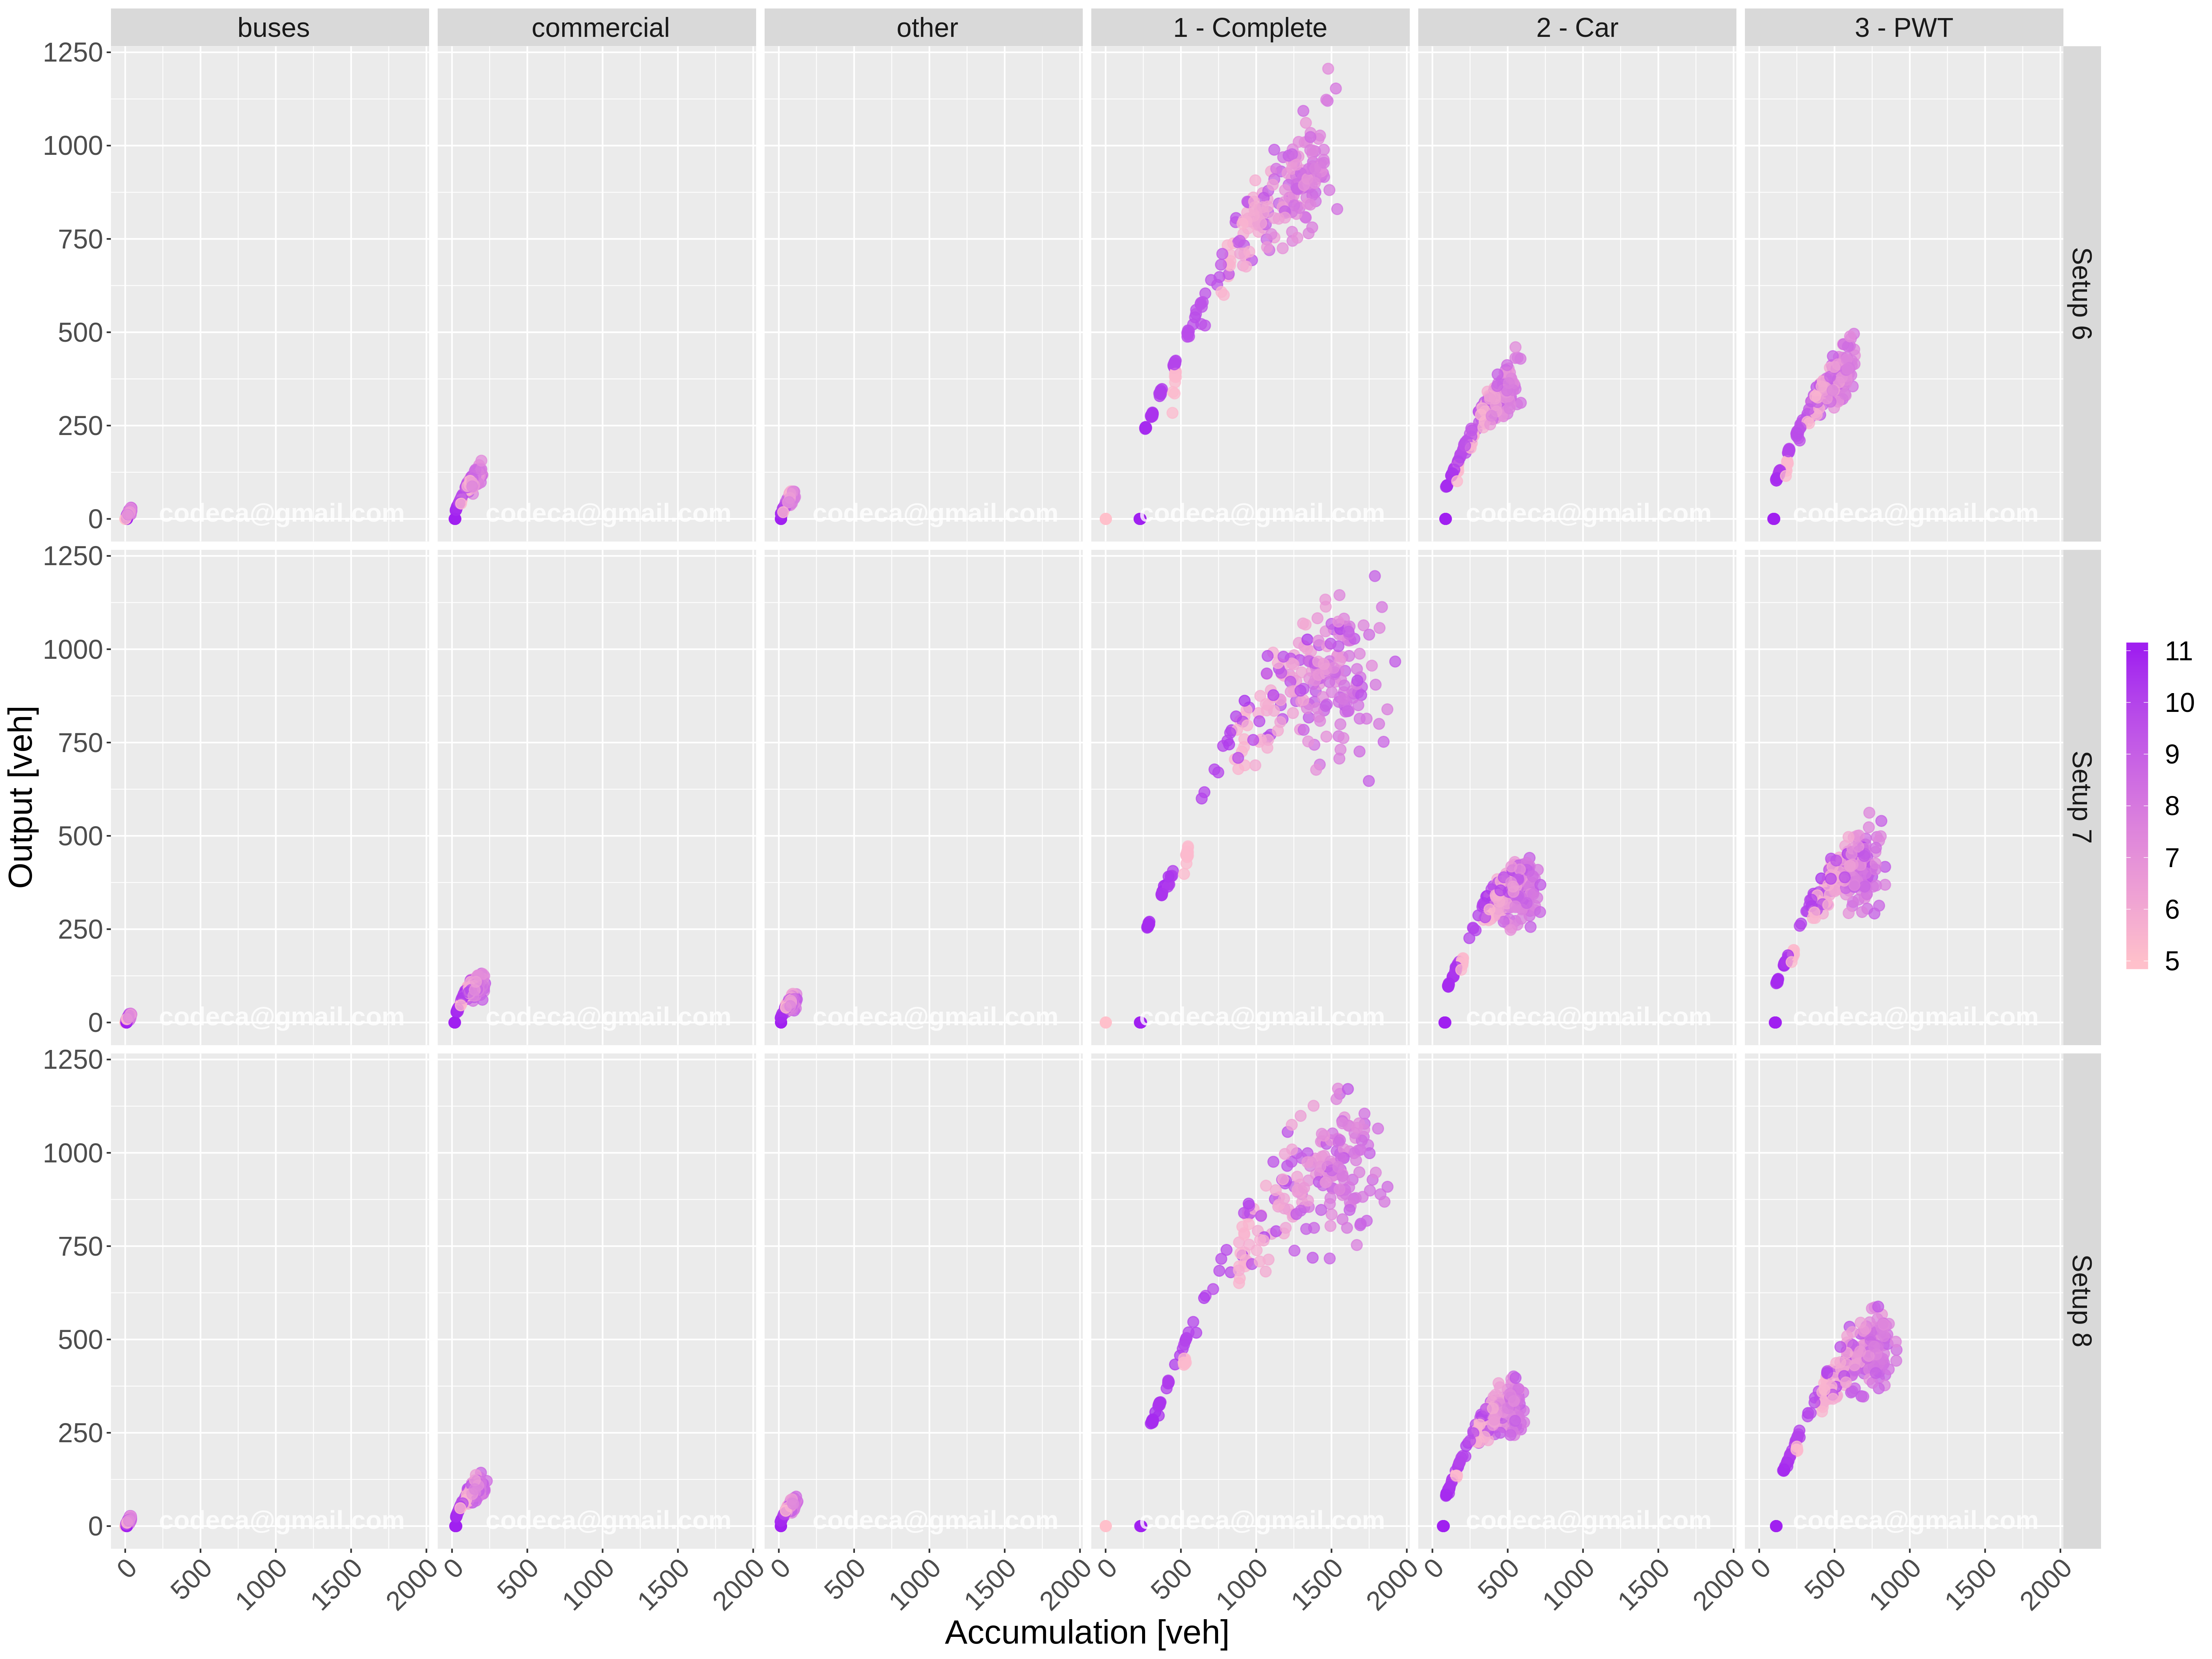 buses commercial other 1 - Complete 2 - Car 3 - PWT
1250
1000
750
500
250
0
codeca@gmail.com codeca@gmail.com codeca@gmail.com codeca@gmail.com codeca@gmail.com codeca@gmail.com
Setup 6
1250
1000
750
500
250
0
codeca@gmail.com codeca@gmail.com codeca@gmail.com codeca@gmail.com codeca@gmail.com codeca@gmail.com
Setup 7
1250
1000
750
500
250
0
codeca@gmail.com codeca@gmail.com codeca@gmail.com codeca@gmail.com codeca@gmail.com codeca@gmail.com
Setup 8
0 500 1000 1500 2000 0 500 1000 1500 2000 0 500 1000 1500 2000 0 500 1000 1500 2000 0 500 1000 1500 2000 0 500 1000 1500 2000
Accumulation [veh]
Output [veh]
11
10
9
8
7
6
5